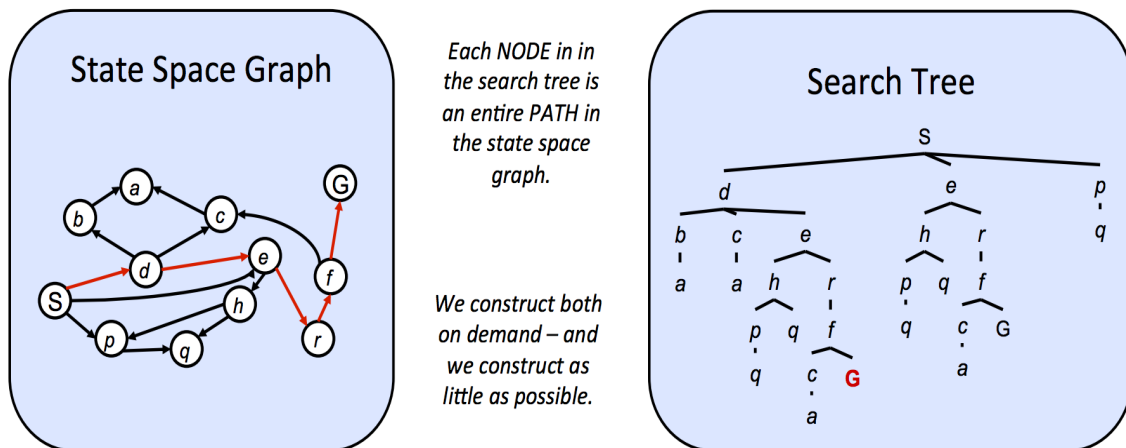 State Space Graph
a
G
b
c
d
e
f
S
h
p
q
r
Each NODE in in
the search tree is
an entire PATH in
the state space
graph.
We construct both
on demand – and
we construct as
little as possible.
Search Tree
S
d e p
b c e h r q
a a h r p q f
p q f q c G
q c G a
a